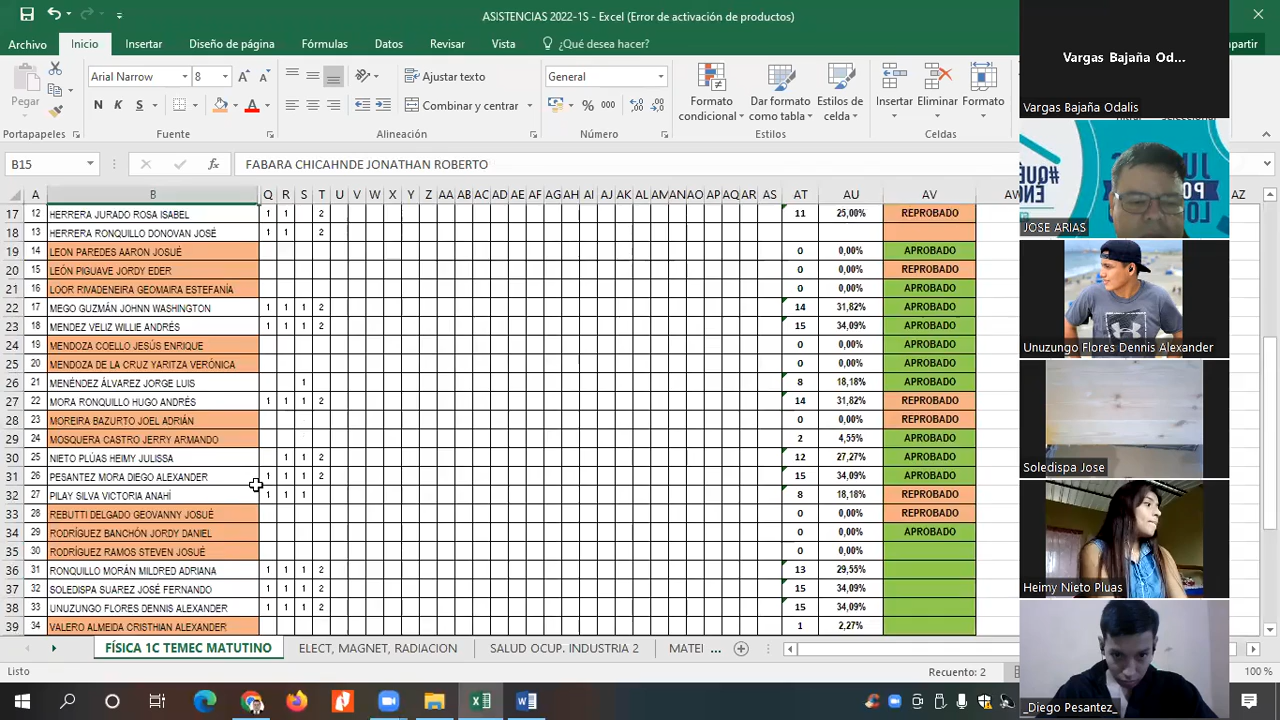 ASISTENCIAS 2022-1S - Excel (Error de activación de productos)
Archivo Inicio Insertar Diseño de página Fórmulas Datos Revisar Vista ¿Qué desea hacer?
Pegar
Arial Narrow 8
Ajustar texto
General
N K S
Combinar y centrar
% 000
Formato condicional
Dar formato como tabla
Estilos de celda
Insertar Eliminar Formato
Portapapeles Fuente Alineación Número Estilos Celdas
B15 fx FABARA CHICAHNDE JONATHAN ROBERTO
A B Q R S T U V W X Y Z AA AB AC AD AE AF AG AH AI AJ AK AL AM AN AO AP AQ AR AS AT AU AV AZ
17 12 HERRERA JURADO ROSA ISABEL 1 1 2 11 25,00% REPROBADO
18 13 HERRERA RONQUILLO DONOVAN JOSÉ 1 1 2
19 14 LEON PAREDES AARON JOSUÉ 0 0,00% APROBADO
20 15 LEÓN PIGUAVE JORDY EDER 0 0,00% REPROBADO
21 16 LOOR RIVADENEIRA GEOMAIRA ESTEFANÍA 0 0,00% APROBADO
22 17 MEGO GUZMÁN JOHNN WASHINGTON 1 1 1 2 14 31,82% APROBADO
23 18 MENDEZ VELIZ WILLIE ANDRÉS 1 1 1 2 15 34,09% APROBADO
24 19 MENDOZA COELLO JESÚS ENRIQUE 0 0,00% APROBADO
25 20 MENDOZA DE LA CRUZ YARITZA VERÓNICA 0 0,00% APROBADO
26 21 MENÉNDEZ ÁLVAREZ JORGE LUIS 1 8 18,18% APROBADO
27 22 MORA RONQUILLO HUGO ANDRÉS 1 1 1 2 14 31,82% REPROBADO
28 23 MOREIRA BAZURTO JOEL ADRIÁN 0 0,00% REPROBADO
29 24 MOSQUERA CASTRO JERRY ARMANDO 2 4,55% APROBADO
30 25 NIETO PLÚAS HEIMY JULISSA 1 1 2 12 27,27% APROBADO
31 26 PESANTEZ MORA DIEGO ALEXANDER 1 1 1 2 15 34,09% APROBADO
32 27 PILAY SILVA VICTORIA ANAHÍ 1 1 1 8 18,18% REPROBADO
33 28 REBUTTI DELGADO GEOVANNY JOSUÉ 0 0,00% REPROBADO
34 29 RODRÍGUEZ BANCHÓN JORDY DANIEL 0 0,00% APROBADO
35 30 RODRÍGUEZ RAMOS STEVEN JOSUÉ 0 0,00%
36 31 RONQUILLO MORÁN MILDRED ADRIANA 1 1 1 2 13 29,55%
37 32 SOLEDISPA SUAREZ JOSÉ FERNANDO 1 1 1 2 15 34,09%
38 33 UNUZUNGO FLORES DENNIS ALEXANDER 1 1 1 2 15 34,09%
39 34 VALERO ALMEIDA CRISTHIAN ALEXANDER 1 2,27%
FÍSICA 1C TEMEC MATUTINO ELECT, MAGNET, RADIACION SALUD OCUP. INDUSTRIA 2 MATEI ...
Listo Recuento: 2 100 %
Vargas Bajaña Od...
Vargas Bajaña Odalis
JOSE ARIAS
Unuzungo Flores Dennis Alexander
Soledispa Jose
Heimy Nieto Pluas
_Diego Pesantez_